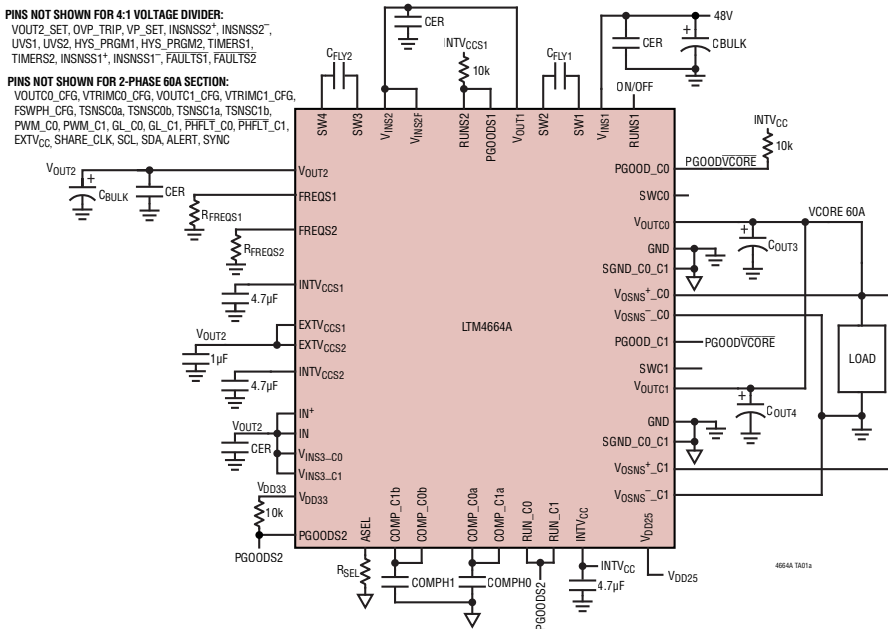 PINS NOT SHOWN FOR 4:1 VOLTAGE DIVIDER:
VOUT2_SET, OVP_TRIP, VP_SET, INSNSS2⁺, INSNSS2⁻,
UVS1, UVS2, HYS_PRGM1, HYS_PRGM2, TIMERS1,
TIMERS2, INSNSS1⁺, INSNSS1⁻, FAULTS1, FAULTS2
PINS NOT SHOWN FOR 2-PHASE 60A SECTION:
VOUTC0_CFG, VTRIMC0_CFG, VOUTC1_CFG, VTRIMC1_CFG,
FSWPH_CFG, TSNSC0a, TSNSC0b, TSNSC1a, TSNSC1b,
PWM_C0, PWM_C1, GL_C0, GL_C1, PHFLT_C0, PHFLT_C1,
EXTVCC, SHARE_CLK, SCL, SDA, ALERT, SYNC
CER
INTVCCS1
10k
CFLY2
CFLY1
48V
CER
CBULK
ON/OFF
SW4
SW3
VINS2
VINS2F
RUNS2
PGOODS1
VOUT1
SW2
SW1
VINS1
RUNS1
VOUT2
CBULK
CER
VOUT2
RFREQS1
FREQS1
RFREQS2
FREQS2
4.7µF
INTVCCS1
VOUT2
1µF
EXTVCCS1
EXTVCCS2
4.7µF
INTVCCS2
VOUT2
CER
IN⁺
IN
VINS3_C0
VINS3_C1
VDD33
10k
VDD33
PGOODS2
PGOODS2
LTM4664A
INTVCC
10k
PGOOD_C0
PGOODVCORE
SWC0
VOUTC0
VCORE 60A
GND
COUT3
SGND_C0_C1
VOSNS⁺_C0
VOSNS⁻_C0
LOAD
PGOOD_C1
PGOODVCORE
SWC1
VOUTC1
GND
COUT4
SGND_C0_C1
VOSNS⁺_C1
VOSNS⁻_C1
ASEL
COMP_C1b
COMP_C0b
COMP_C0a
COMP_C1a
RUN_C0
RUN_C1
INTVCC
VDD25
RSEL
COMPH1
COMPH0
PGOODS2
INTVCC
4.7µF
VDD25
4664A TA01a